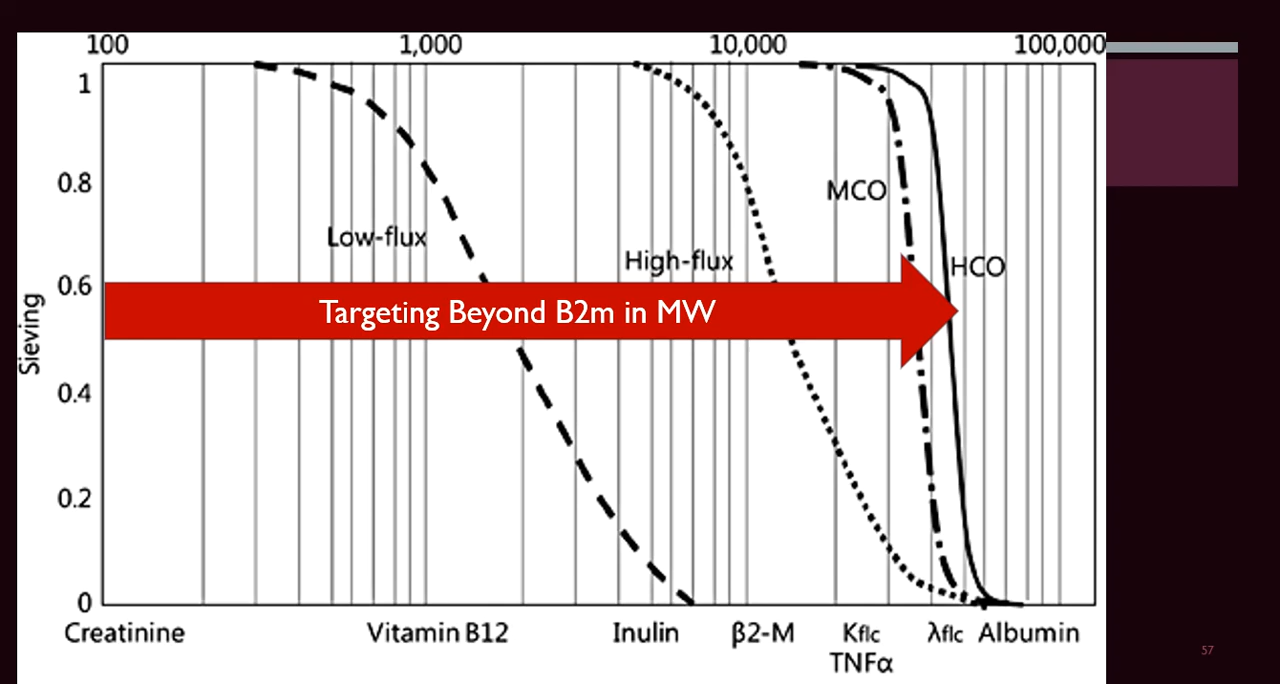 100 1,000 10,000 100,000
1
0.8
MCO
Low-flux
High-flux
HCO
0.6
Targeting Beyond B2m in MW
Sieving
0.4
0.2
0
Creatinine Vitamin B12 Inulin β2-M Kflc λflc Albumin
TNFα
57